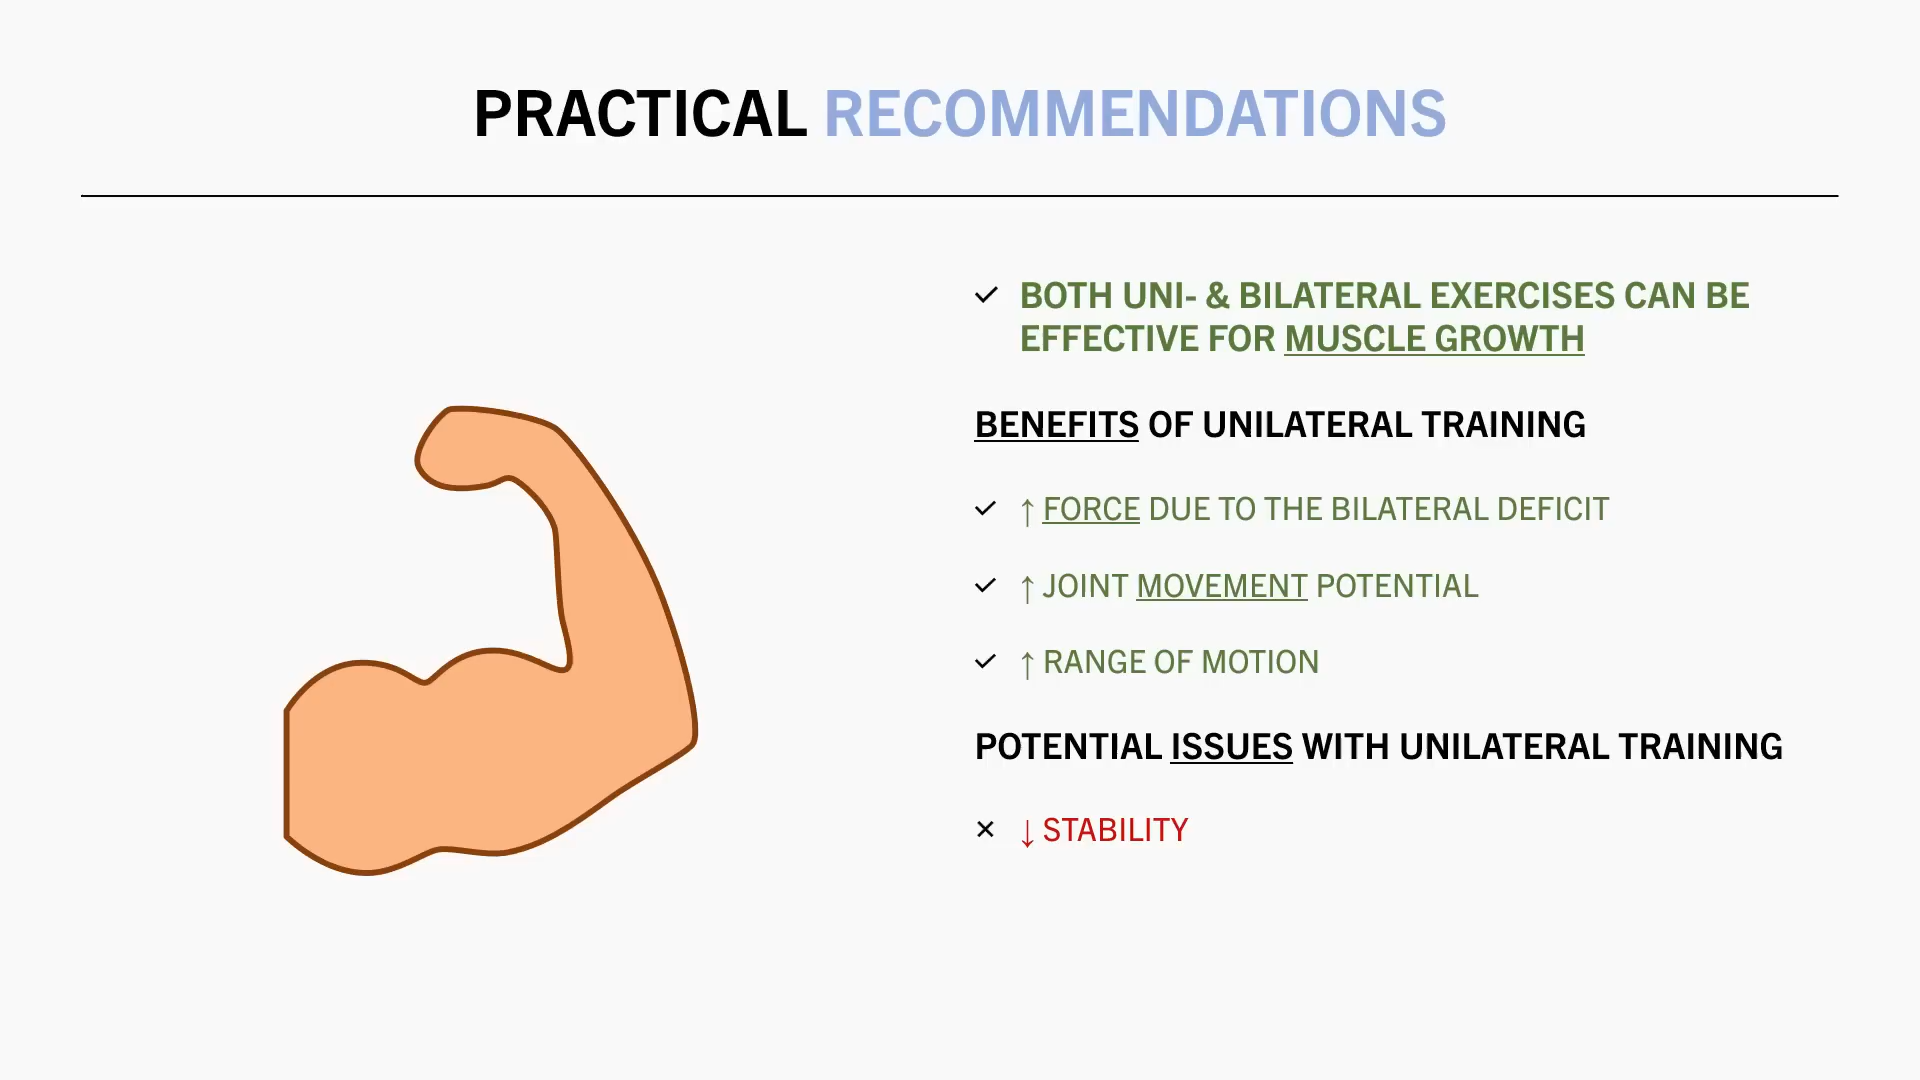 PRACTICAL RECOMMENDATIONS
BOTH UNI- & BILATERAL EXERCISES CAN BE
EFFECTIVE FOR MUSCLE GROWTH
BENEFITS OF UNILATERAL TRAINING
↑ FORCE DUE TO THE BILATERAL DEFICIT
↑ JOINT MOVEMENT POTENTIAL
↑ RANGE OF MOTION
POTENTIAL ISSUES WITH UNILATERAL TRAINING
↓ STABILITY